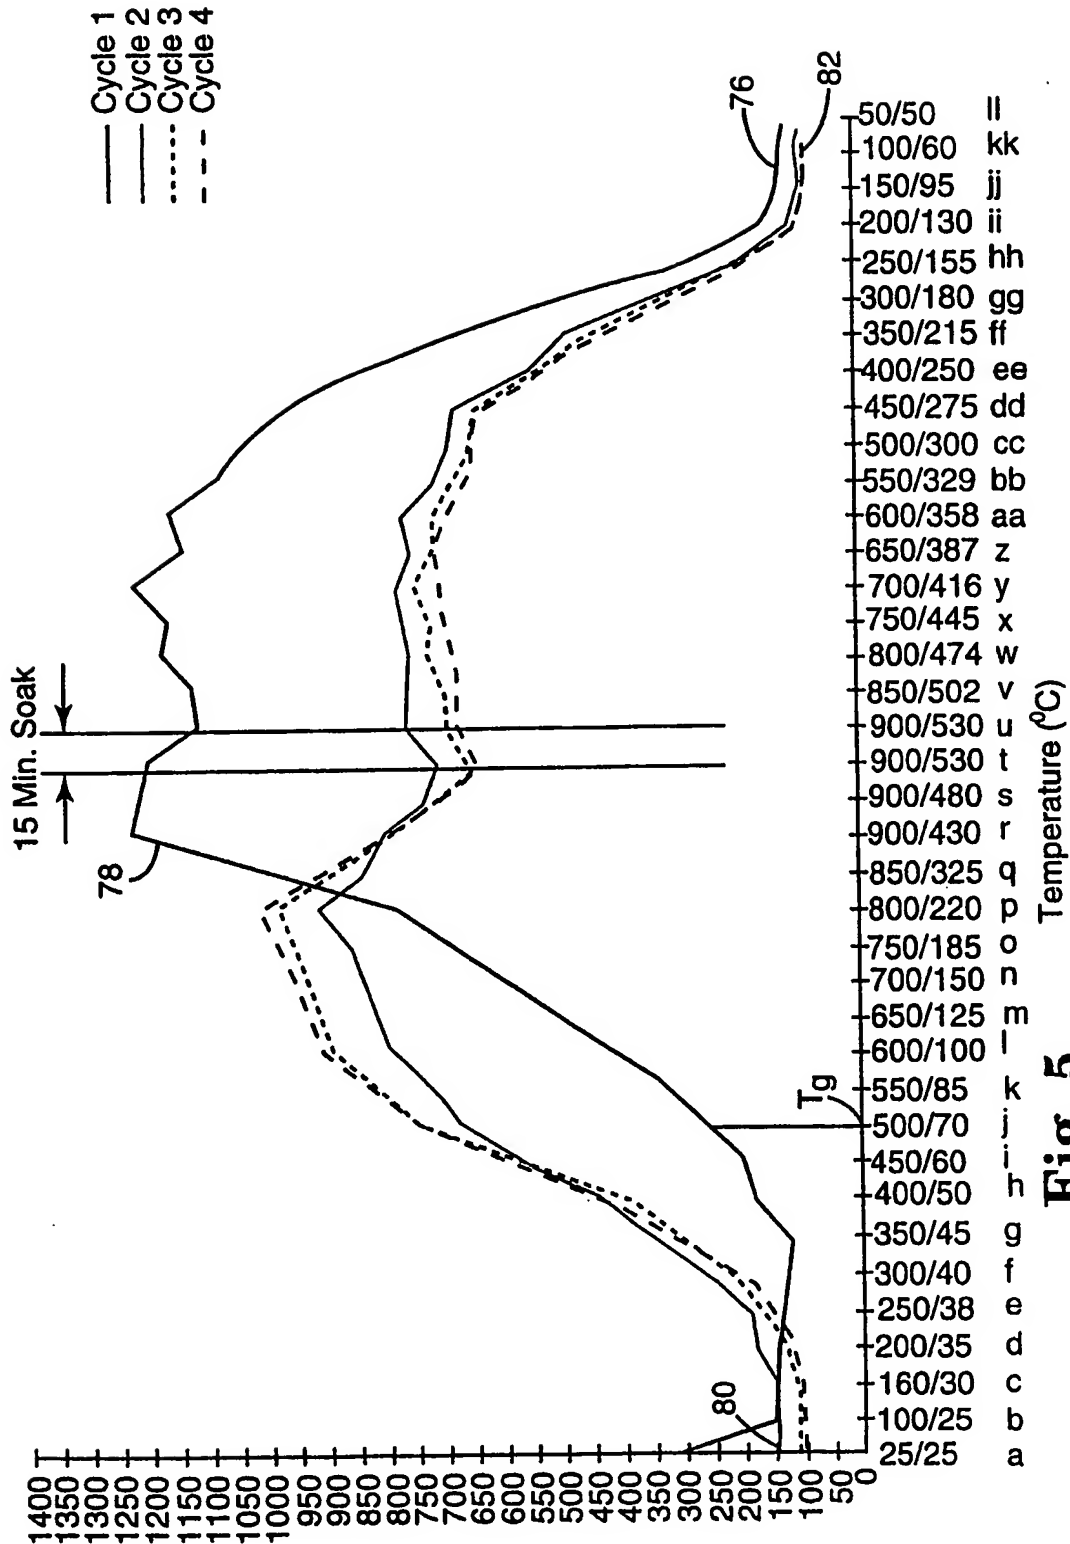 Cycle 1
Cycle 2
Cycle 3
Cycle 4
15 Min. Soak
78
76
82
80
Tg
1400
1350
1300
1250
1200
1150
1100
1050
1000
950
900
850
800
750
700
650
600
550
500
450
400
350
300
250
200
150
100
50
0
25/25 a
100/25 b
160/30 c
200/35 d
250/38 e
300/40 f
350/45 g
400/50 h
450/60 i
500/70 j
550/85 k
600/100 l
650/125 m
700/150 n
750/185 o
800/220 p
850/325 q
900/430 r
900/480 s
900/530 t
900/530 u
850/502 v
800/474 w
750/445 x
700/416 y
650/387 z
600/358 aa
550/329 bb
500/300 cc
450/275 dd
400/250 ee
350/215 ff
300/180 gg
250/155 hh
200/130 ii
150/95 jj
100/60 kk
50/50 ll
Temperature (⁰C)
Fig. 5